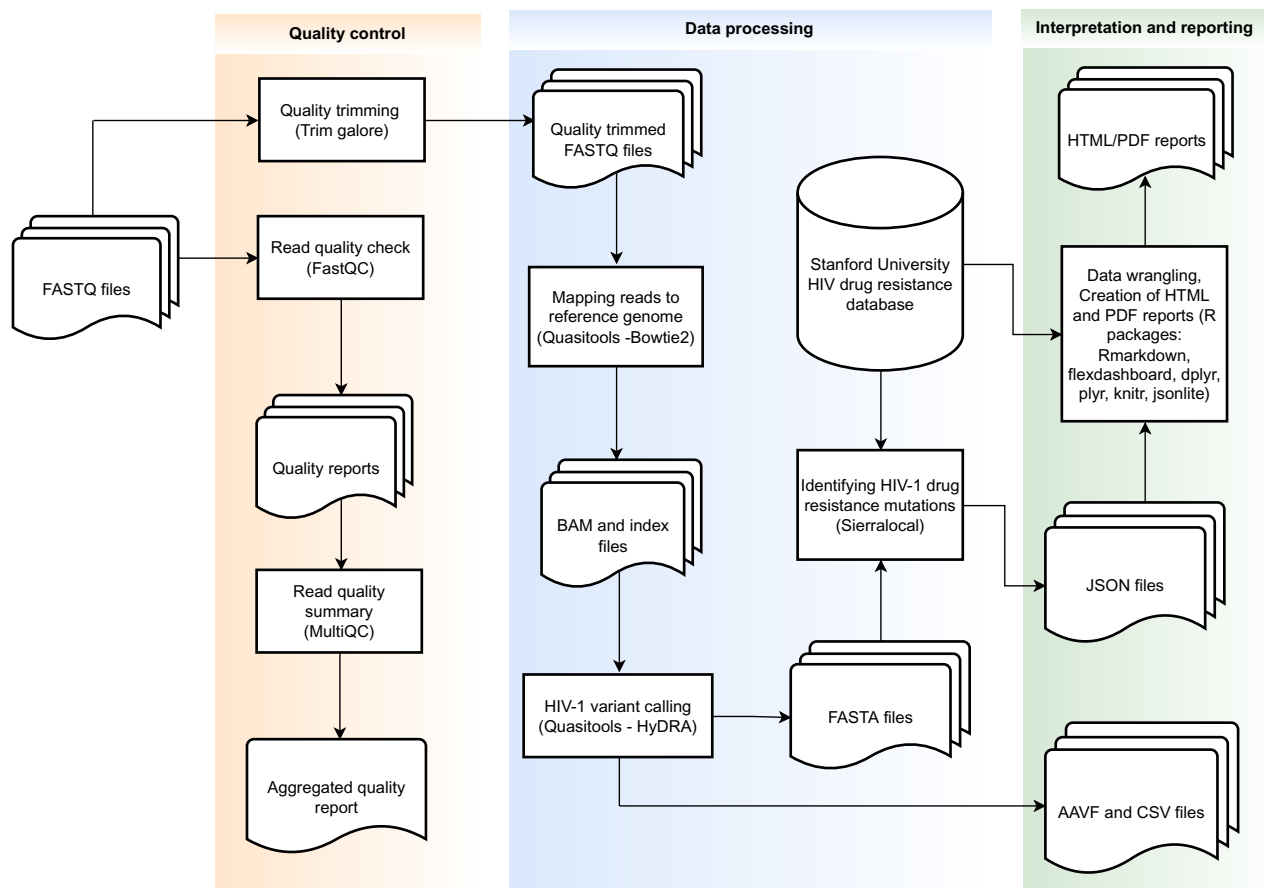 Quality control
Data processing
Interpretation and reporting
FASTQ files
Quality trimming
(Trim galore)
Read quality check
(FastQC)
Quality reports
Read quality
summary
(MultiQC)
Aggregated quality
report
Quality trimmed
FASTQ files
Mapping reads to
reference genome
(Quasitools -Bowtie2)
BAM and index
files
HIV-1 variant calling
(Quasitools - HyDRA)
Stanford University
HIV drug resistance
database
Identifying HIV-1 drug
resistance mutations
(Sierralocal)
FASTA files
HTML/PDF reports
Data wrangling,
Creation of HTML
and PDF reports (R
packages:
Rmarkdown,
flexdashboard, dplyr,
plyr, knitr, jsonlite)
JSON files
AAVF and CSV files